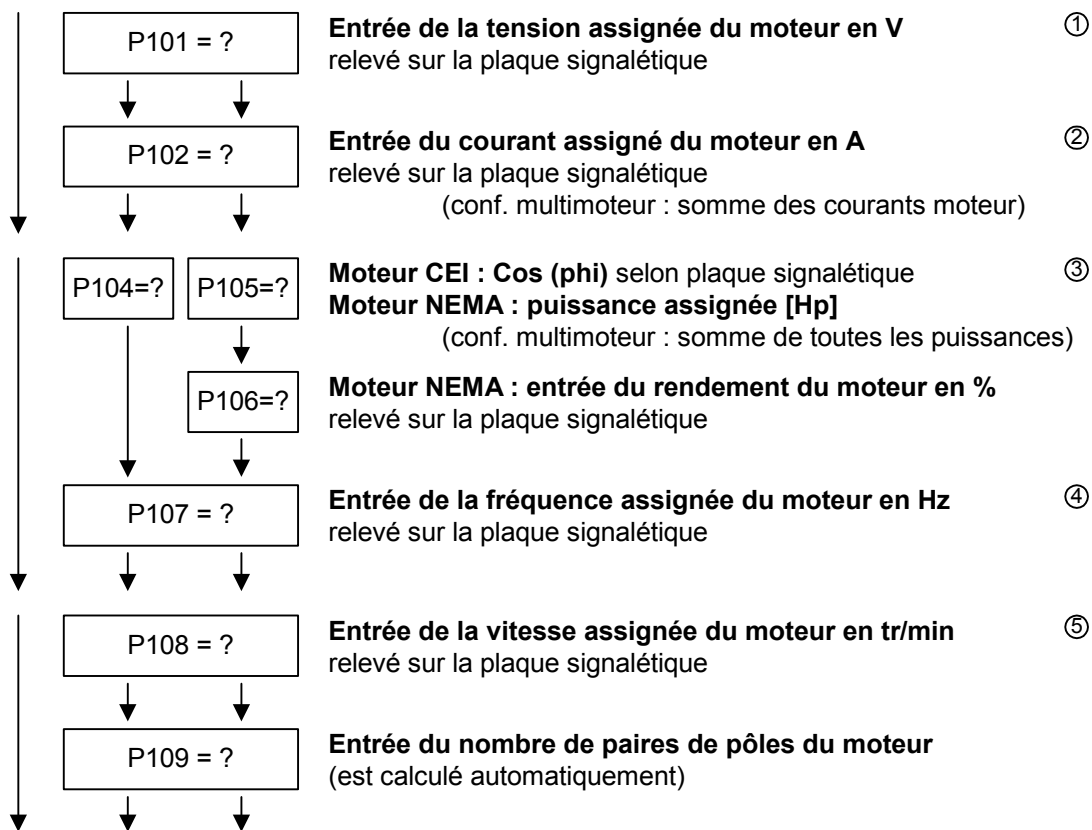 P101 = ?
Entrée de la tension assignée du moteur en V ①
relevé sur la plaque signalétique
P102 = ?
Entrée du courant assigné du moteur en A ②
relevé sur la plaque signalétique
(conf. multimoteur : somme des courants moteur)
P104=? P105=?
Moteur CEI : Cos (phi) selon plaque signalétique ③
Moteur NEMA : puissance assignée [Hp]
(conf. multimoteur : somme de toutes les puissances)
P106=?
Moteur NEMA : entrée du rendement du moteur en %
relevé sur la plaque signalétique
P107 = ?
Entrée de la fréquence assignée du moteur en Hz ④
relevé sur la plaque signalétique
P108 = ?
Entrée de la vitesse assignée du moteur en tr/min ⑤
relevé sur la plaque signalétique
P109 = ?
Entrée du nombre de paires de pôles du moteur
(est calculé automatiquement)